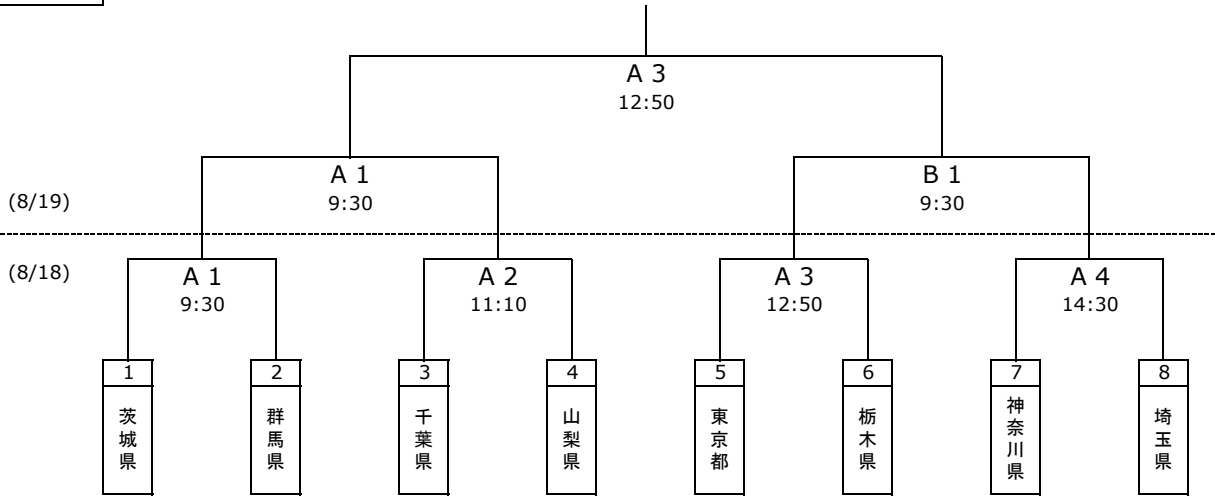 A 3
12:50
A 1
9:30
B 1
9:30
(8/19)
(8/18)
A 1
9:30
A 2
11:10
A 3
12:50
A 4
14:30
1
2
3
4
5
6
7
8
茨城県
群馬県
千葉県
山梨県
東京都
栃木県
神奈川県
埼玉県